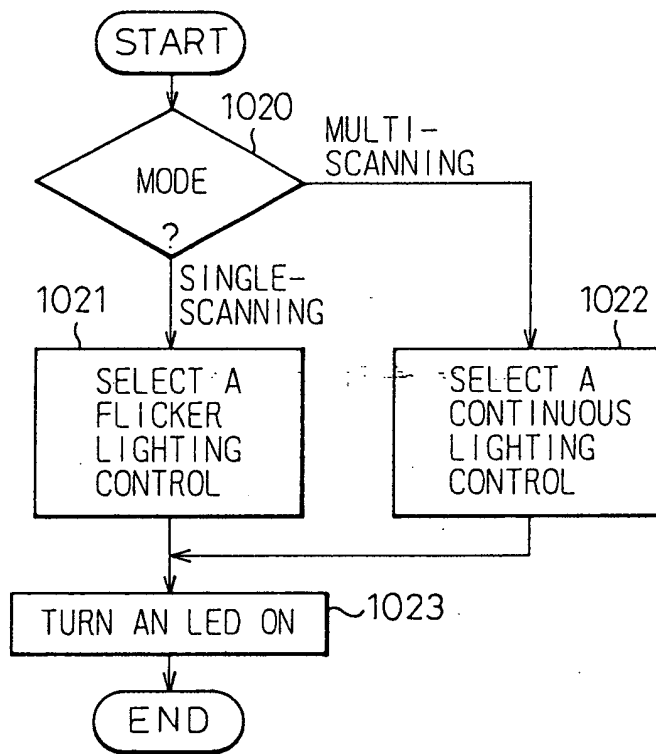 START
1020
MODE
?
MULTI-
SCANNING
SINGLE-
SCANNING
1021
SELECT A
FLICKER
LIGHTING
CONTROL
1022
SELECT A
CONTINUOUS
LIGHTING
CONTROL
TURN AN LED ON
1023
END